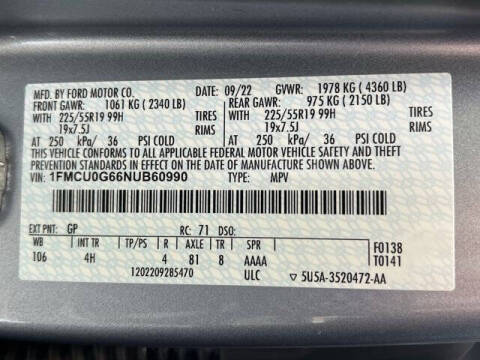 MFD. BY FORD MOTOR CO. DATE: 09/22 GVWR: 1978 KG ( 4360 LB)
FRONT GAWR: 1061 KG ( 2340 LB) REAR GAWR: 975 KG ( 2150 LB)
WITH 225/55R19 99H TIRES WITH 225/55R19 99H TIRES
19x7.5J RIMS 19x7.5J RIMS
AT 250 kPa/ 36 PSI COLD AT 250 kPa/ 36 PSI COLD
THIS VEHICLE CONFORMS TO ALL APPLICABLE FEDERAL MOTOR VEHICLE SAFETY AND
THEFT PREVENTION STANDARDS IN EFFECT ON THE DATE OF MANUFACTURE SHOWN ABOVE.
VIN: 1FMCU0G66NUB60990 TYPE: MPV
EXT PNT: GP RC: 71 DSO:
WB INT TR TP/PS R AX TR SPR F0138
106 4H 4 81 8 AAAA T0141
1202209285470 ULC 5U5A-3520472-AA